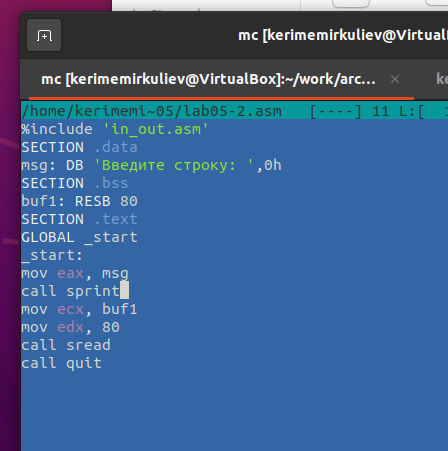 mc [kerimemirkuliev@Virtual
mc [kerimemirkuliev@VirtualBox]:~/work/arc... × ke
/home/kerimemi~05/lab05-2.asm [----] 11 L:[
%include 'in_out.asm'
SECTION .data
msg: DB 'Введите строку: ',0h
SECTION .bss
buf1: RESB 80
SECTION .text
GLOBAL _start
_start:
mov eax, msg
call sprint
mov ecx, buf1
mov edx, 80
call sread
call quit